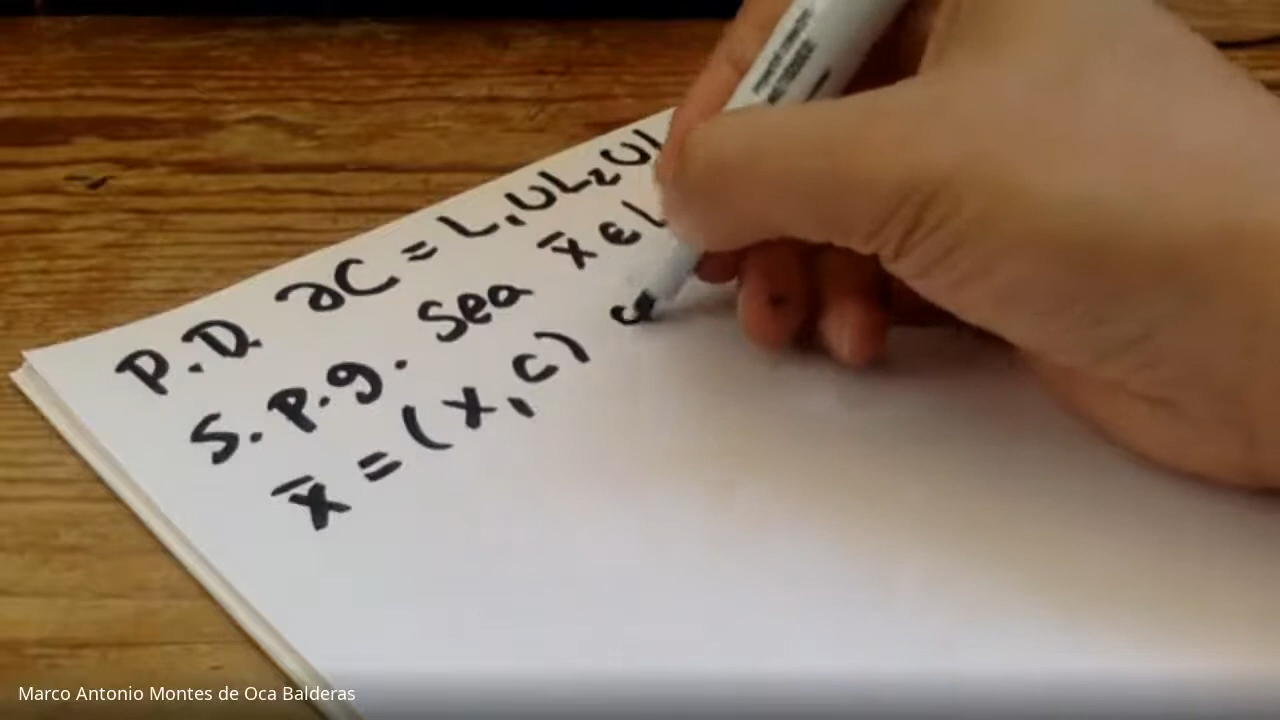 P.D. ∂C = L₁UL₂U
S.p.g. Sea x̄ ∈ L
x̄ = (x,c)
Marco Antonio Montes de Oca Balderas